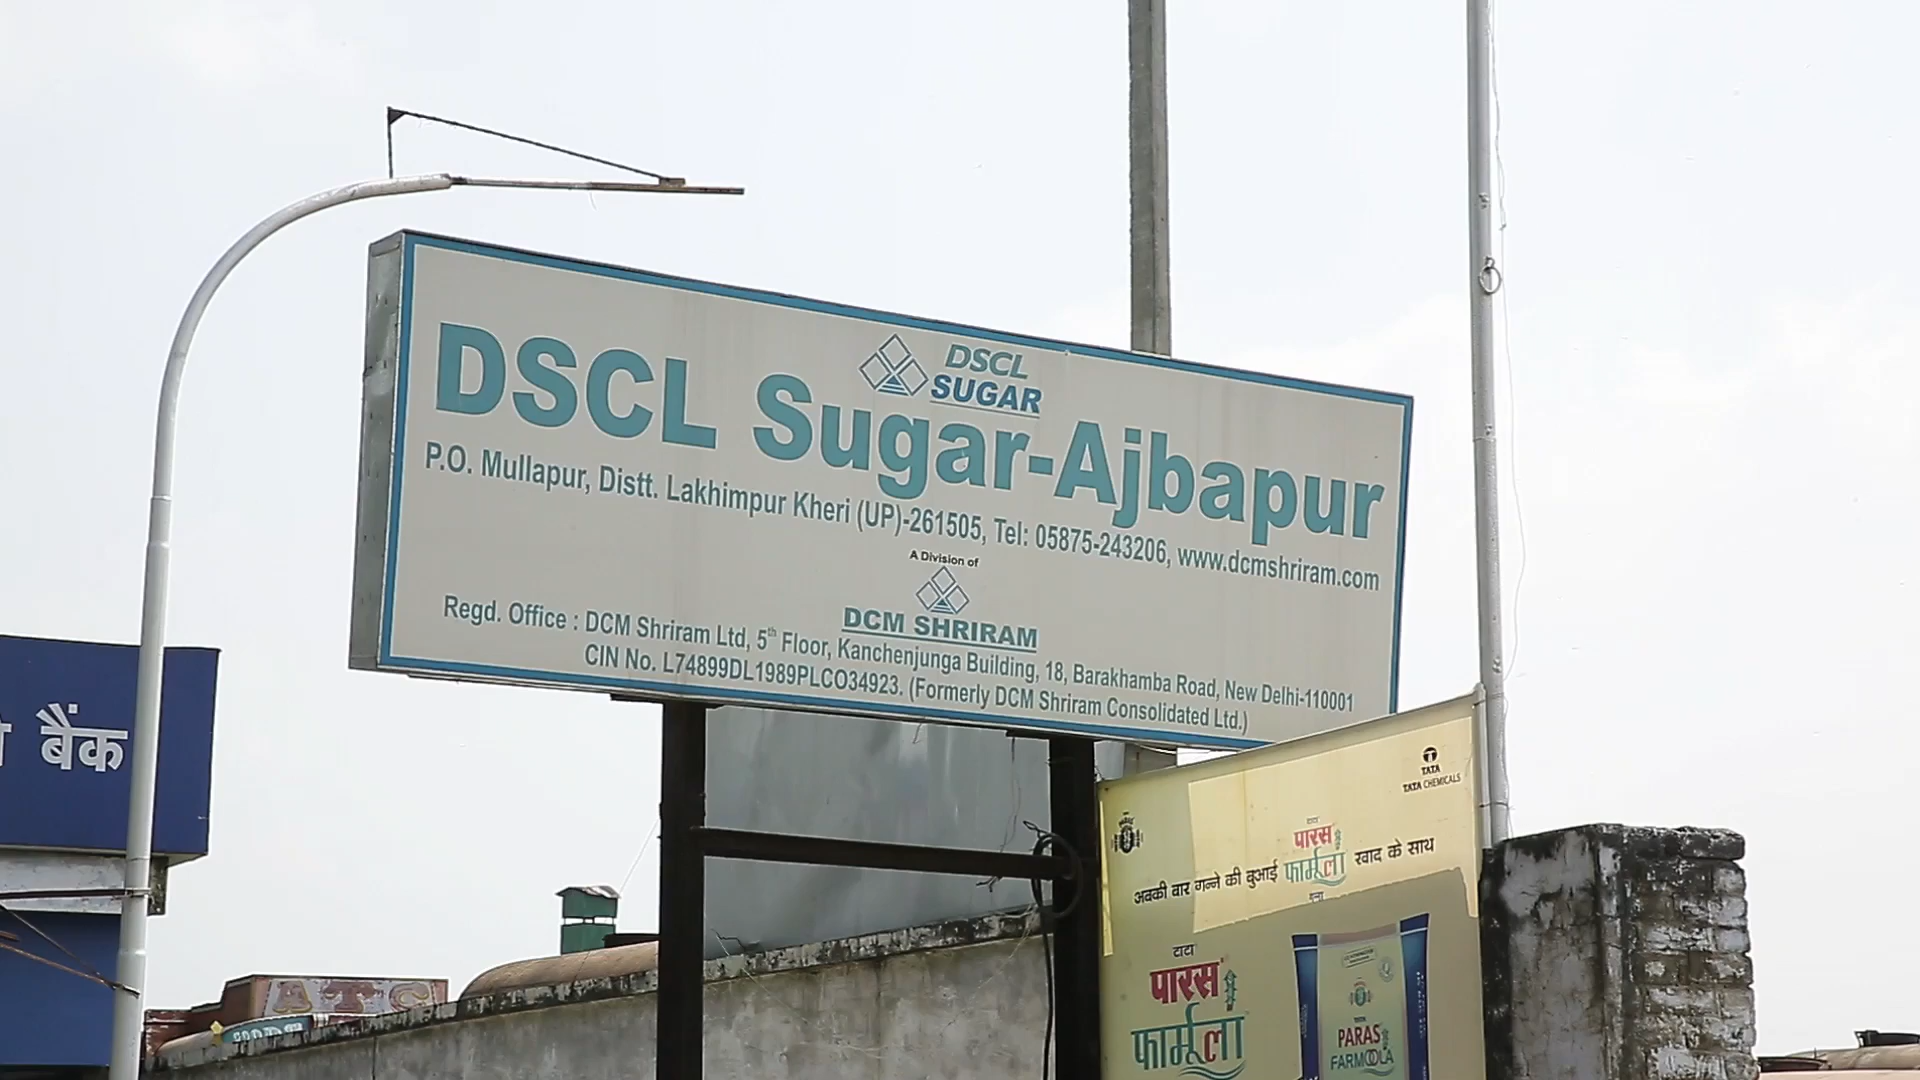 DSCL
SUGAR
DSCL Sugar-Ajbapur
P.O. Mullapur, Distt. Lakhimpur Kheri (UP)-261505, Tel: 05875-243206, www.dcmshriram.com
A Division of
DCM SHRIRAM
Regd. Office : DCM Shriram Ltd, 5th Floor, Kanchenjunga Building, 18, Barakhamba Road, New Delhi-110001
CIN No. L74899DL1989PLCO34923. (Formerly DCM Shriram Consolidated Ltd.)
बैंक
TATA
TATA CHEMICALS
टाटा
पारस
अबकी बार गन्ने की बुआई फार्मूला खाद के साथ
टाटा
पारस
फार्मूला
PARAS
FARMOOLA
ATC